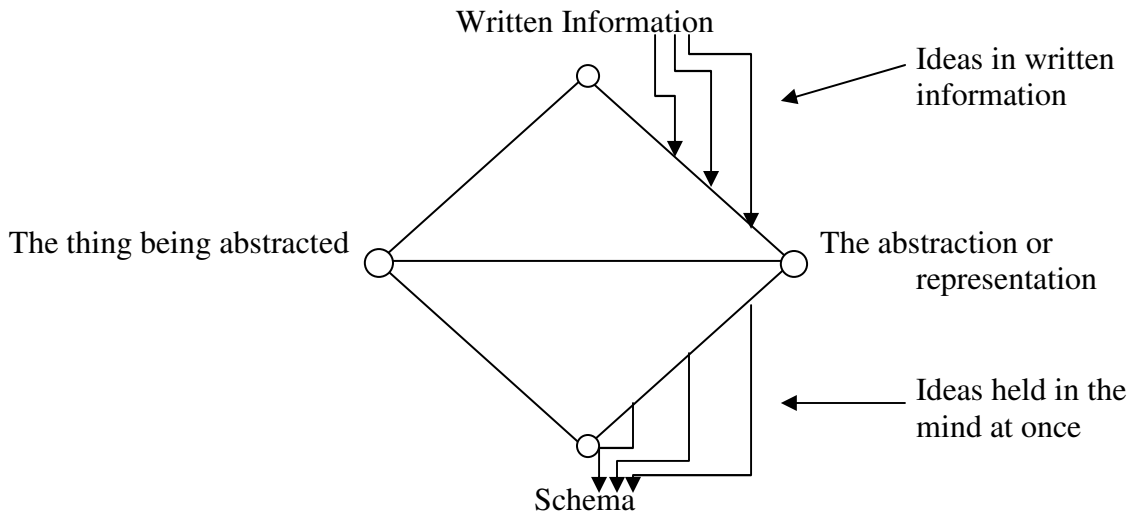 Written Information
Ideas in written
information
The thing being abstracted
The abstraction or
representation
Ideas held in the
mind at once
Schema